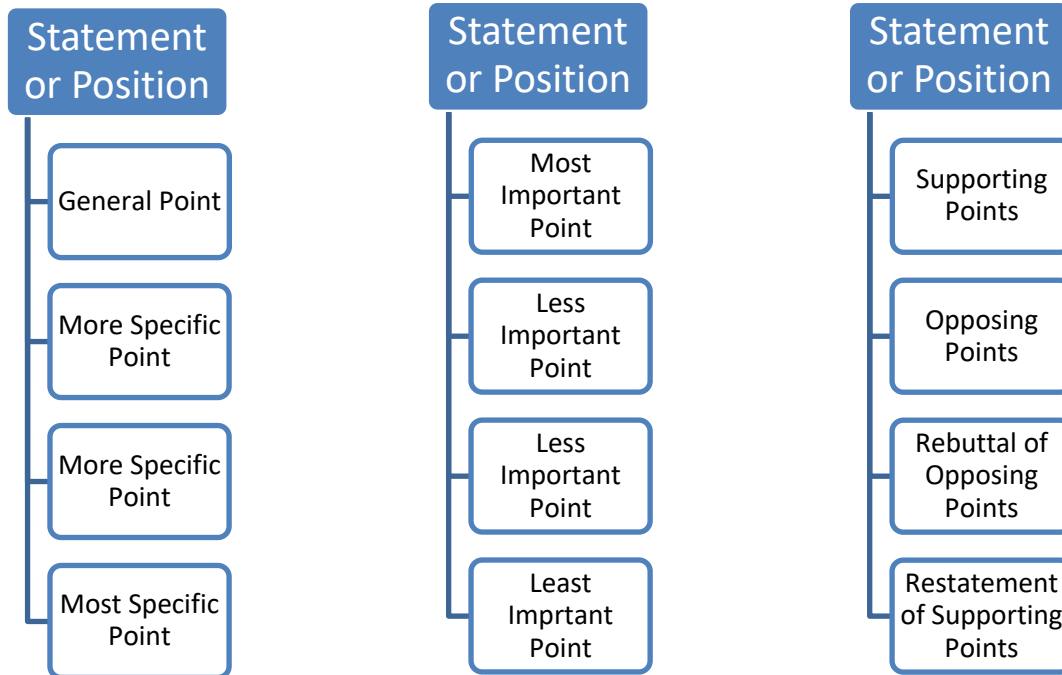 Statement
or Position
General Point
More Specific
Point
More Specific
Point
Most Specific
Point
Statement
or Position
Most
Important
Point
Less
Important
Point
Less
Important
Point
Least
Imprtant
Point
Statement
or Position
Supporting
Points
Opposing
Points
Rebuttal of
Opposing
Points
Restatement
of Supporting
Points